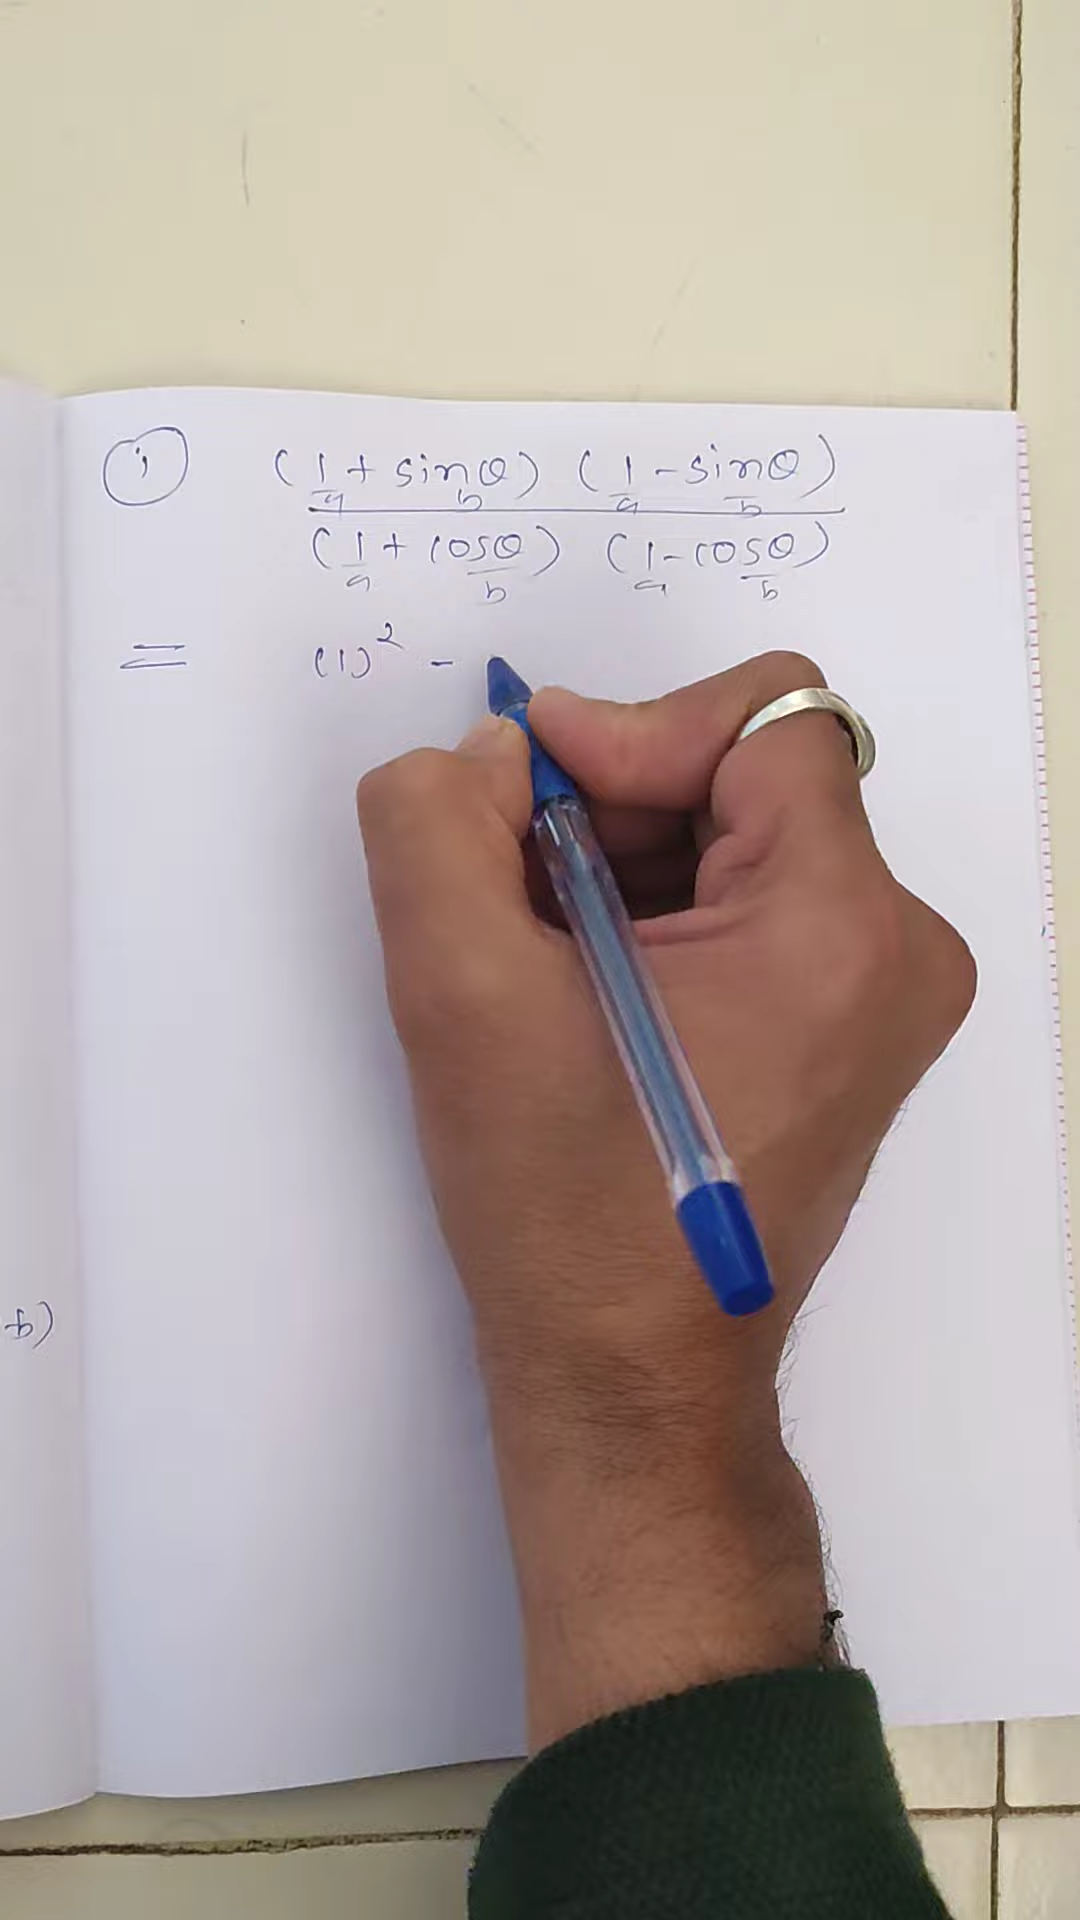 i (1 + sinθ) (1 - sinθ)
a b a b
(1 + cosθ) (1 - cosθ)
a b a b
= (1)² -
-b)